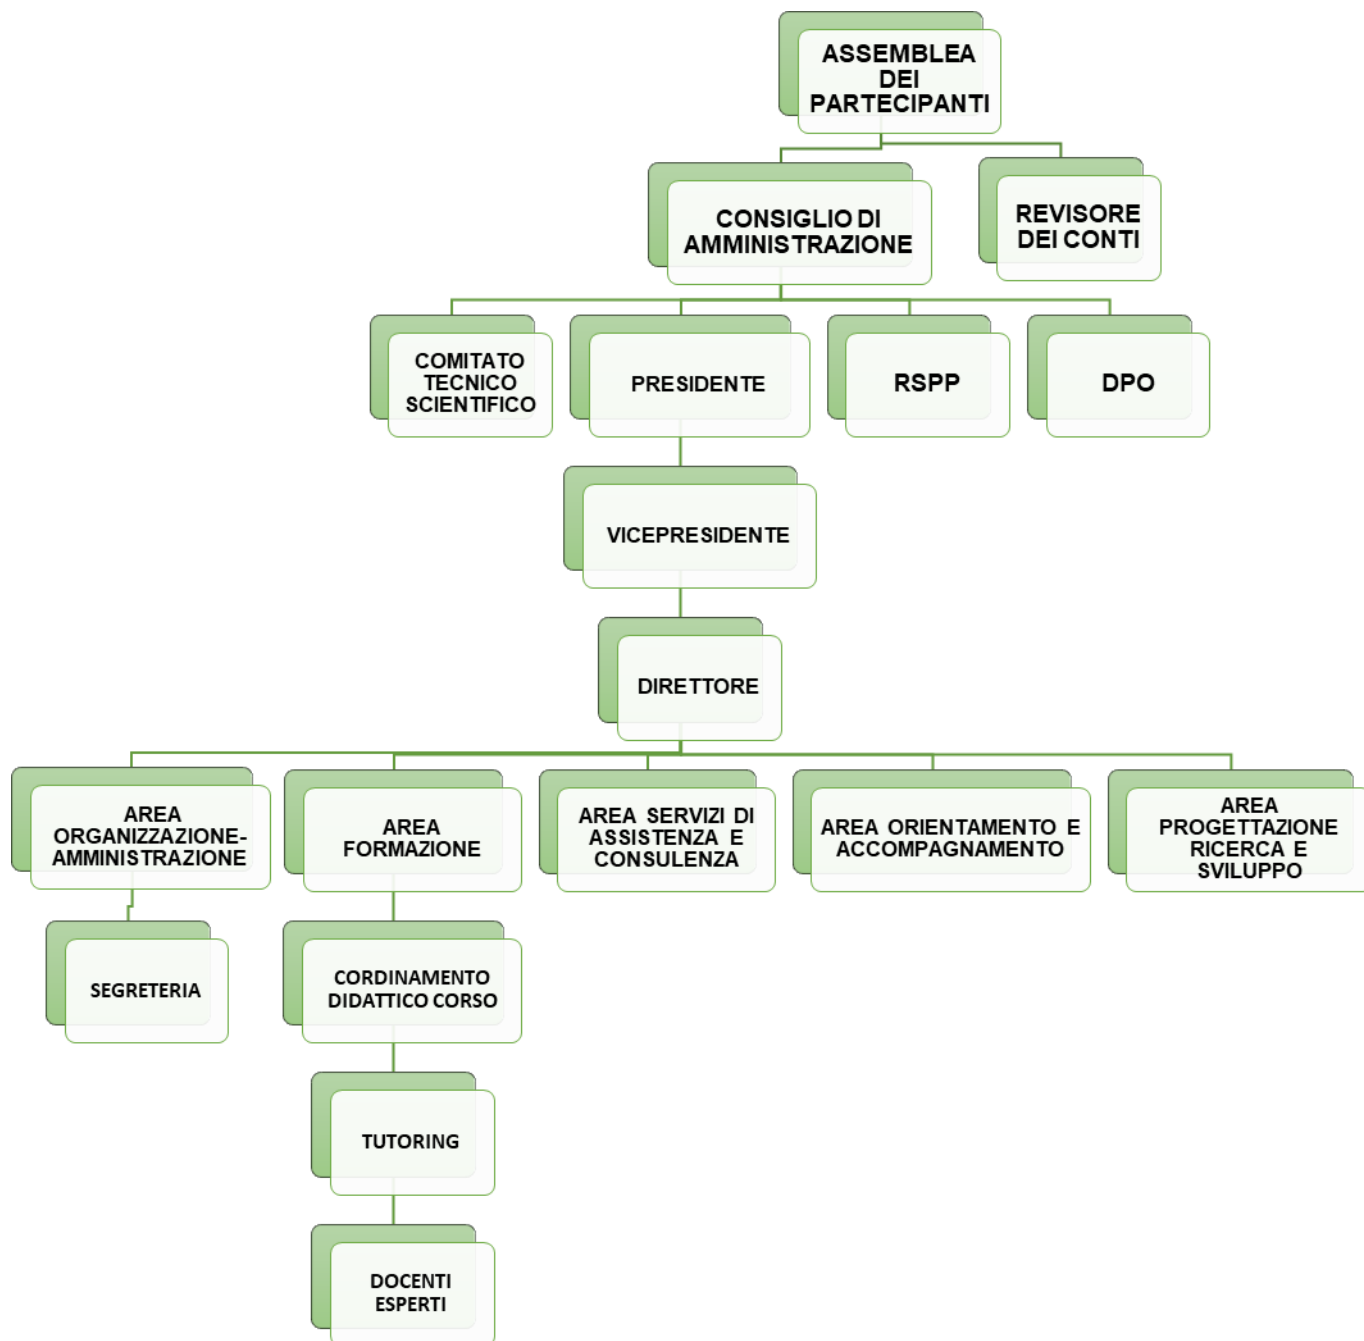 ASSEMBLEA
DEI
PARTECIPANTI
CONSIGLIO DI
AMMINISTRAZIONE
REVISORE
DEI CONTI
COMITATO
TECNICO
SCIENTIFICO
PRESIDENTE
RSPP
DPO
VICEPRESIDENTE
DIRETTORE
AREA
ORGANIZZAZIONE-
AMMINISTRAZIONE
AREA
FORMAZIONE
AREA SERVIZI DI
ASSISTENZA E
CONSULENZA
AREA ORIENTAMENTO E
ACCOMPAGNAMENTO
AREA
PROGETTAZIONE
RICERCA E
SVILUPPO
SEGRETERIA
CORDINAMENTO
DIDATTICO CORSO
TUTORING
DOCENTI
ESPERTI